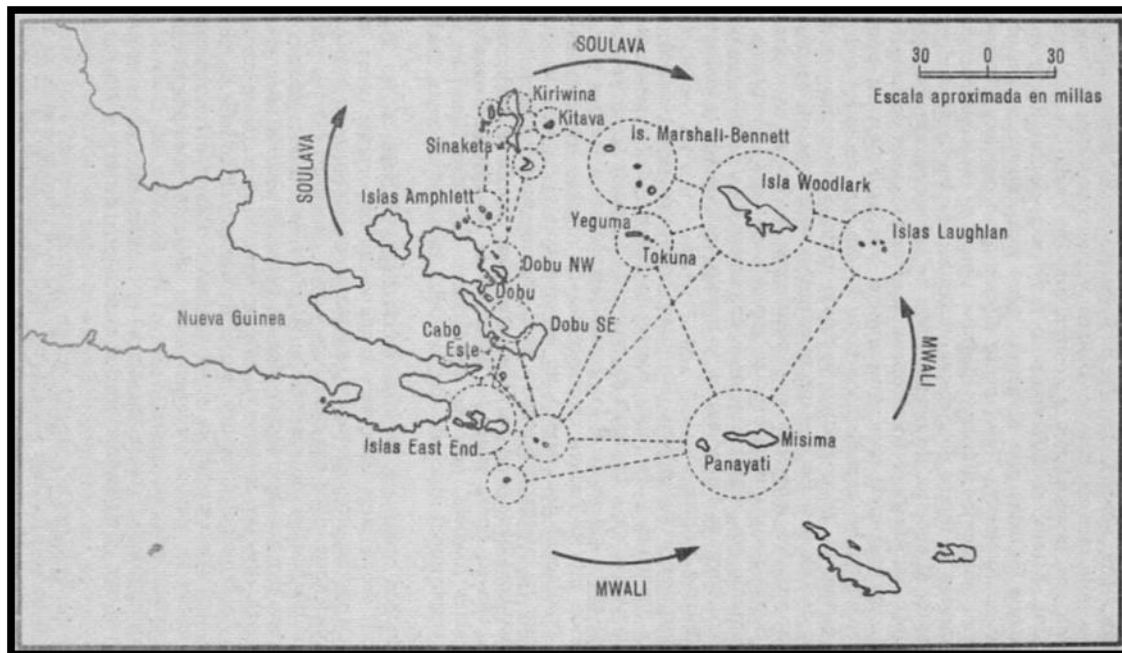 SOULAVA
30 0 30
Escala aproximada en millas
Kiriwina
Kitava
Sinaketa
Is. Marshall-Bennett
Isla Woodlark
SOULAVA
Islas Amphlett
Yeguma
Tokuna
Islas Laughlan
Dobu NW
Dobu
Nueva Guinea
Dobu SE
Cabo
Este
MWALI
Islas East End
Misima
Panayati
MWALI